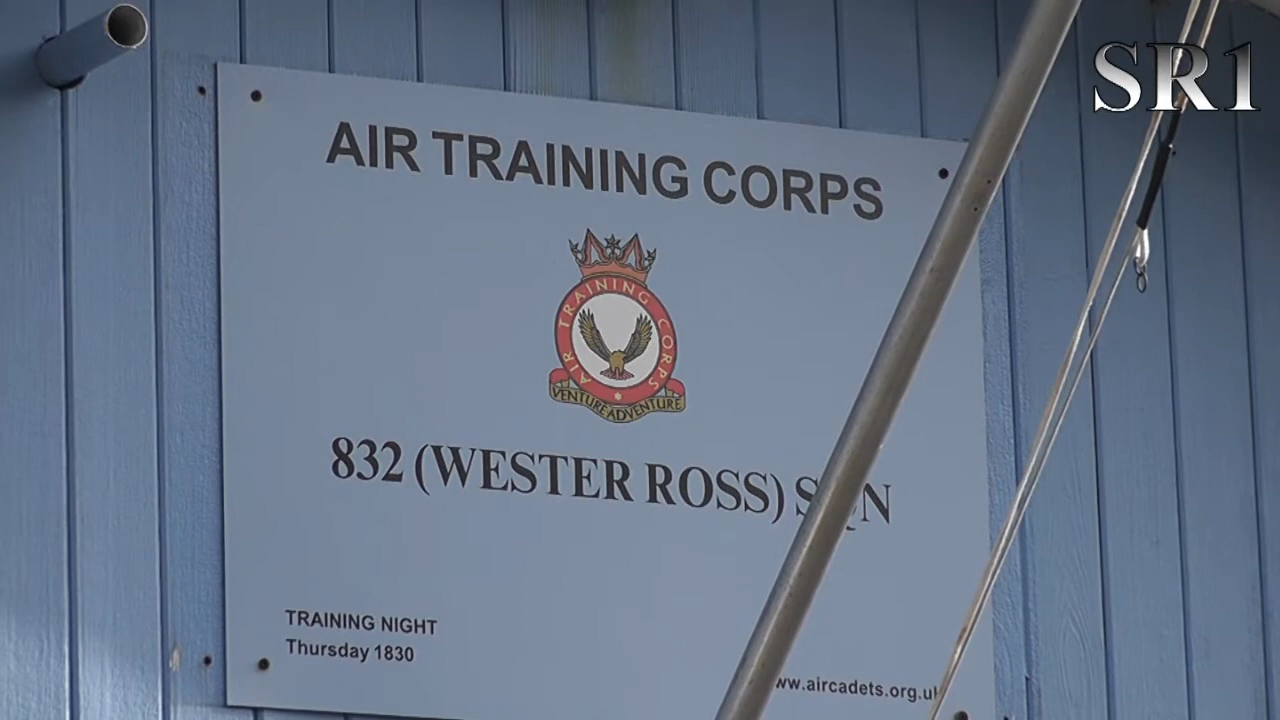 SR1
AIR TRAINING CORPS
AIR TRAINING CORPS
VENTURE ADVENTURE
832 (WESTER ROSS)
TRAINING NIGHT
Thursday 1830
www.aircadets.org.uk